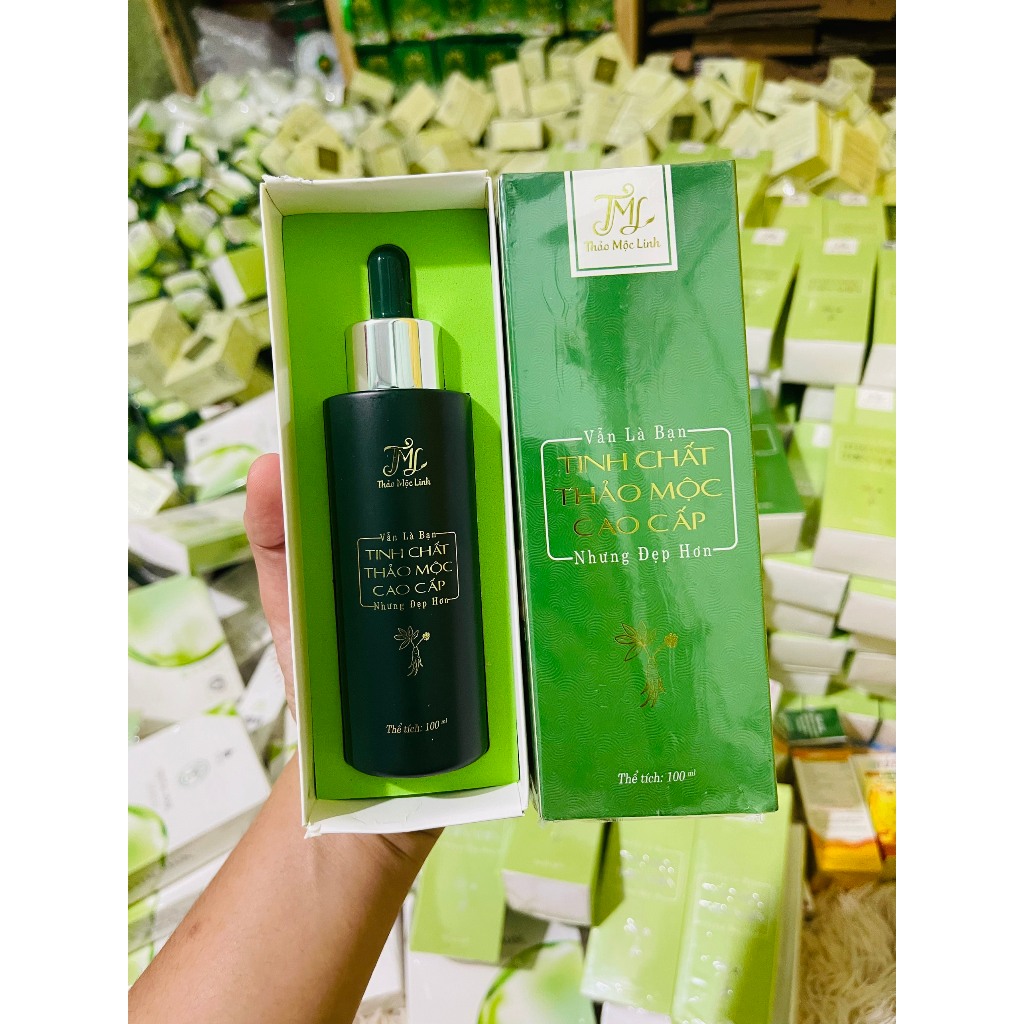 TML
Thảo Mộc Linh
Vẫn Là Bạn
TINH CHẤT
THẢO MỘC
CAO CẤP
Nhưng Đẹp Hơn
Thể tích: 100 ml
TML
Thảo Mộc Linh
Vẫn Là Bạn
TINH CHẤT
THẢO MỘC
CAO CẤP
Nhưng Đẹp Hơn
Thể tích: 100 ml